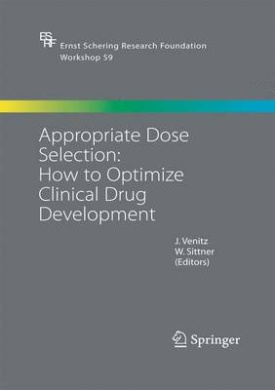 ESRF
Ernst Schering Research Foundation
Workshop 59
Appropriate Dose
Selection:
How to Optimize
Clinical Drug
Development
J. Venitz
W. Sittner
(Editors)
Springer